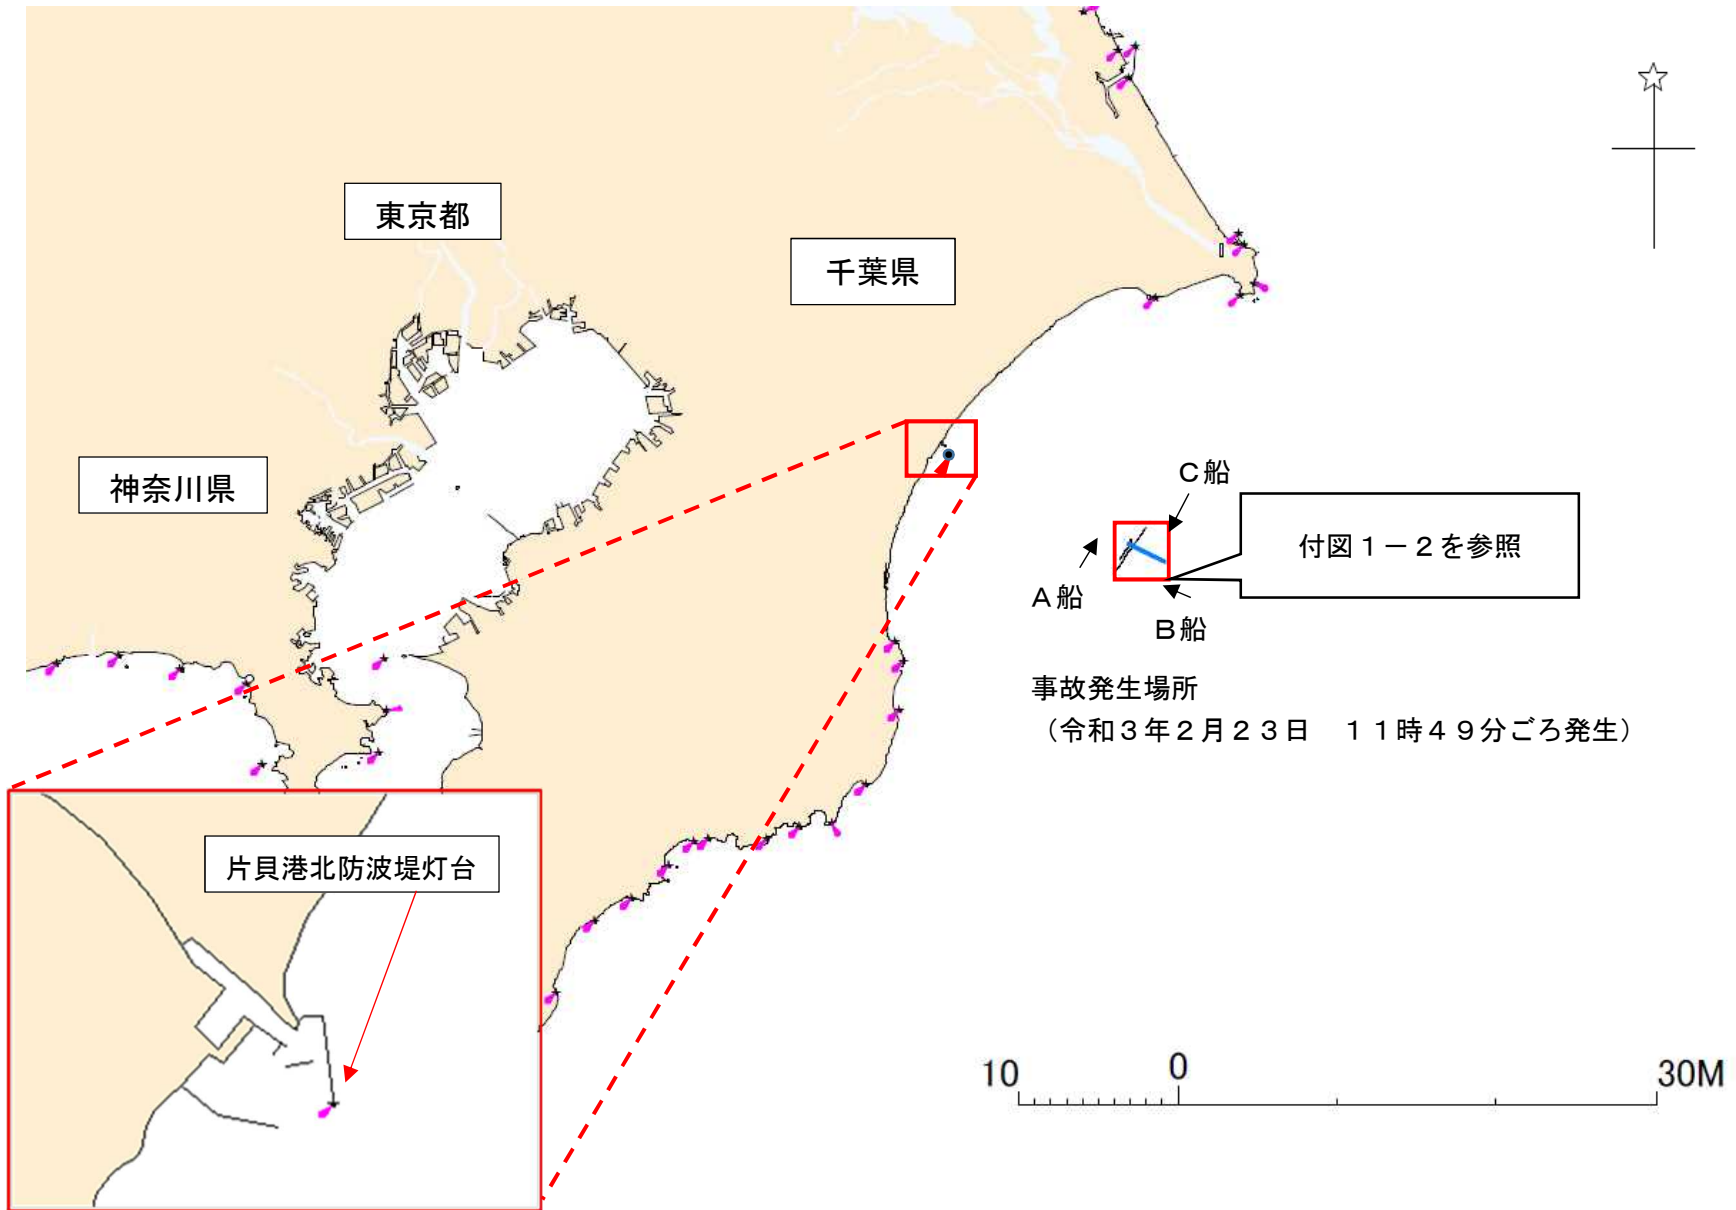 東京都
千葉県
神奈川県
C船
付図1-2を参照
A船
B船
事故発生場所
(令和3年2月23日 11時49分ごろ発生)
片貝港北防波堤灯台
10 0 30M